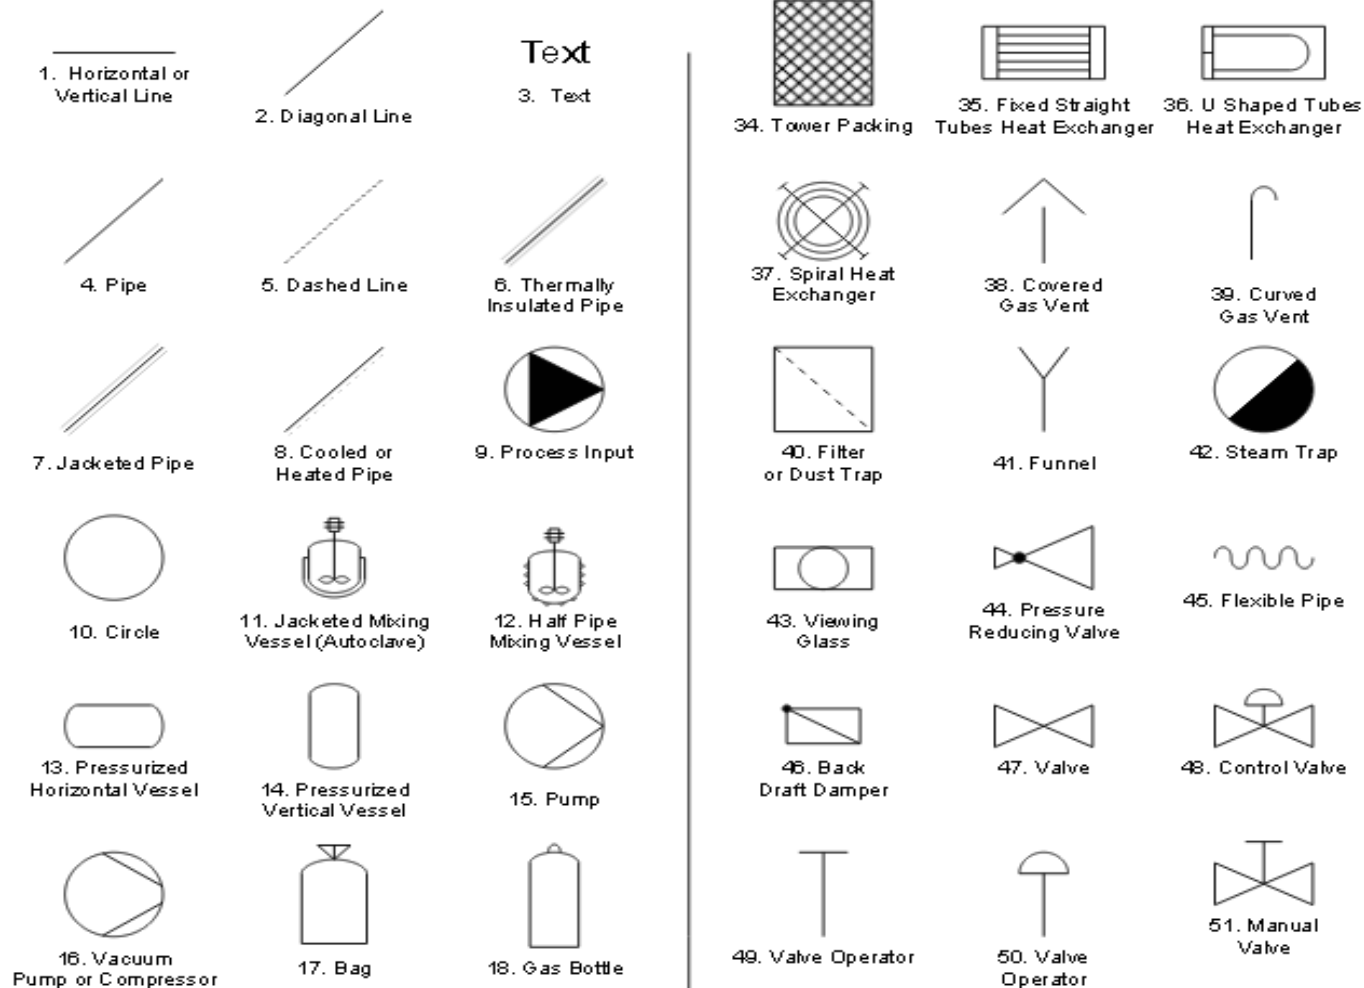 Text
1. Horizontal or
Vertical Line
2. Diagonal Line
3. Text
4. Pipe
5. Dashed Line
6. Thermally
Insulated Pipe
7. Jacketed Pipe
8. Cooled or
Heated Pipe
9. Process Input
10. Circle
11. Jacketed Mixing
Vessel (Autoclave)
12. Half Pipe
Mixing Vessel
13. Pressurized
Horizontal Vessel
14. Pressurized
Vertical Vessel
15. Pump
16. Vacuum
Pump or Compressor
17. Bag
18. Gas Bottle
34. Tower Packing
35. Fixed Straight
Tubes Heat Exchanger
36. U Shaped Tubes
Heat Exchanger
37. Spiral Heat
Exchanger
38. Covered
Gas Vent
39. Curved
Gas Vent
40. Filter
or Dust Trap
41. Funnel
42. Steam Trap
43. Viewing
Glass
44. Pressure
Reducing Valve
45. Flexible Pipe
46. Back
Draft Damper
47. Valve
48. Control Valve
49. Valve Operator
50. Valve
Operator
51. Manual
Valve